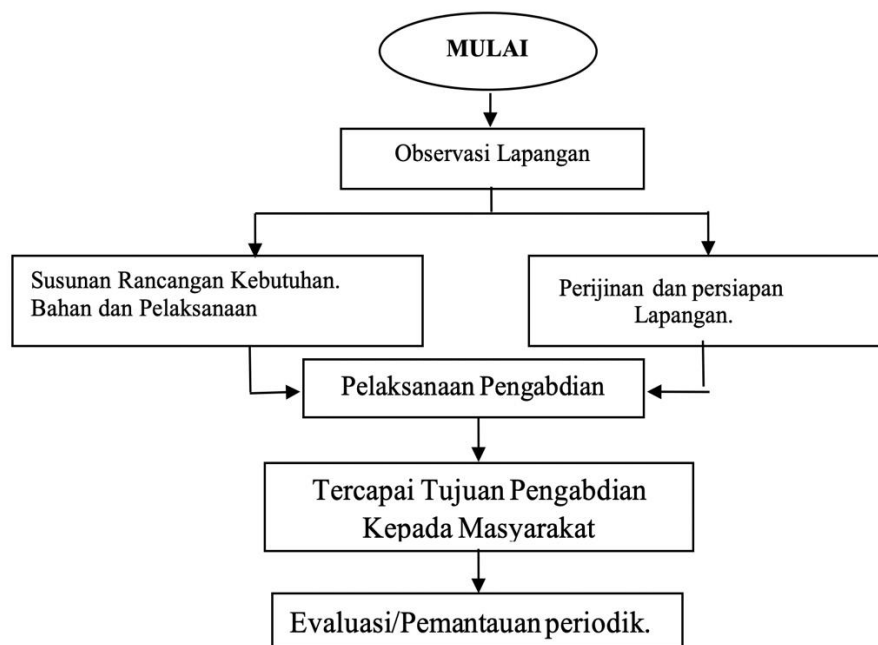 MULAI
Observasi Lapangan
Susunan Rancangan Kebutuhan.
Bahan dan Pelaksanaan
Perijinan dan persiapan
Lapangan.
Pelaksanaan Pengabdian
Tercapai Tujuan Pengabdian
Kepada Masyarakat
Evaluasi/Pemantauan periodik.